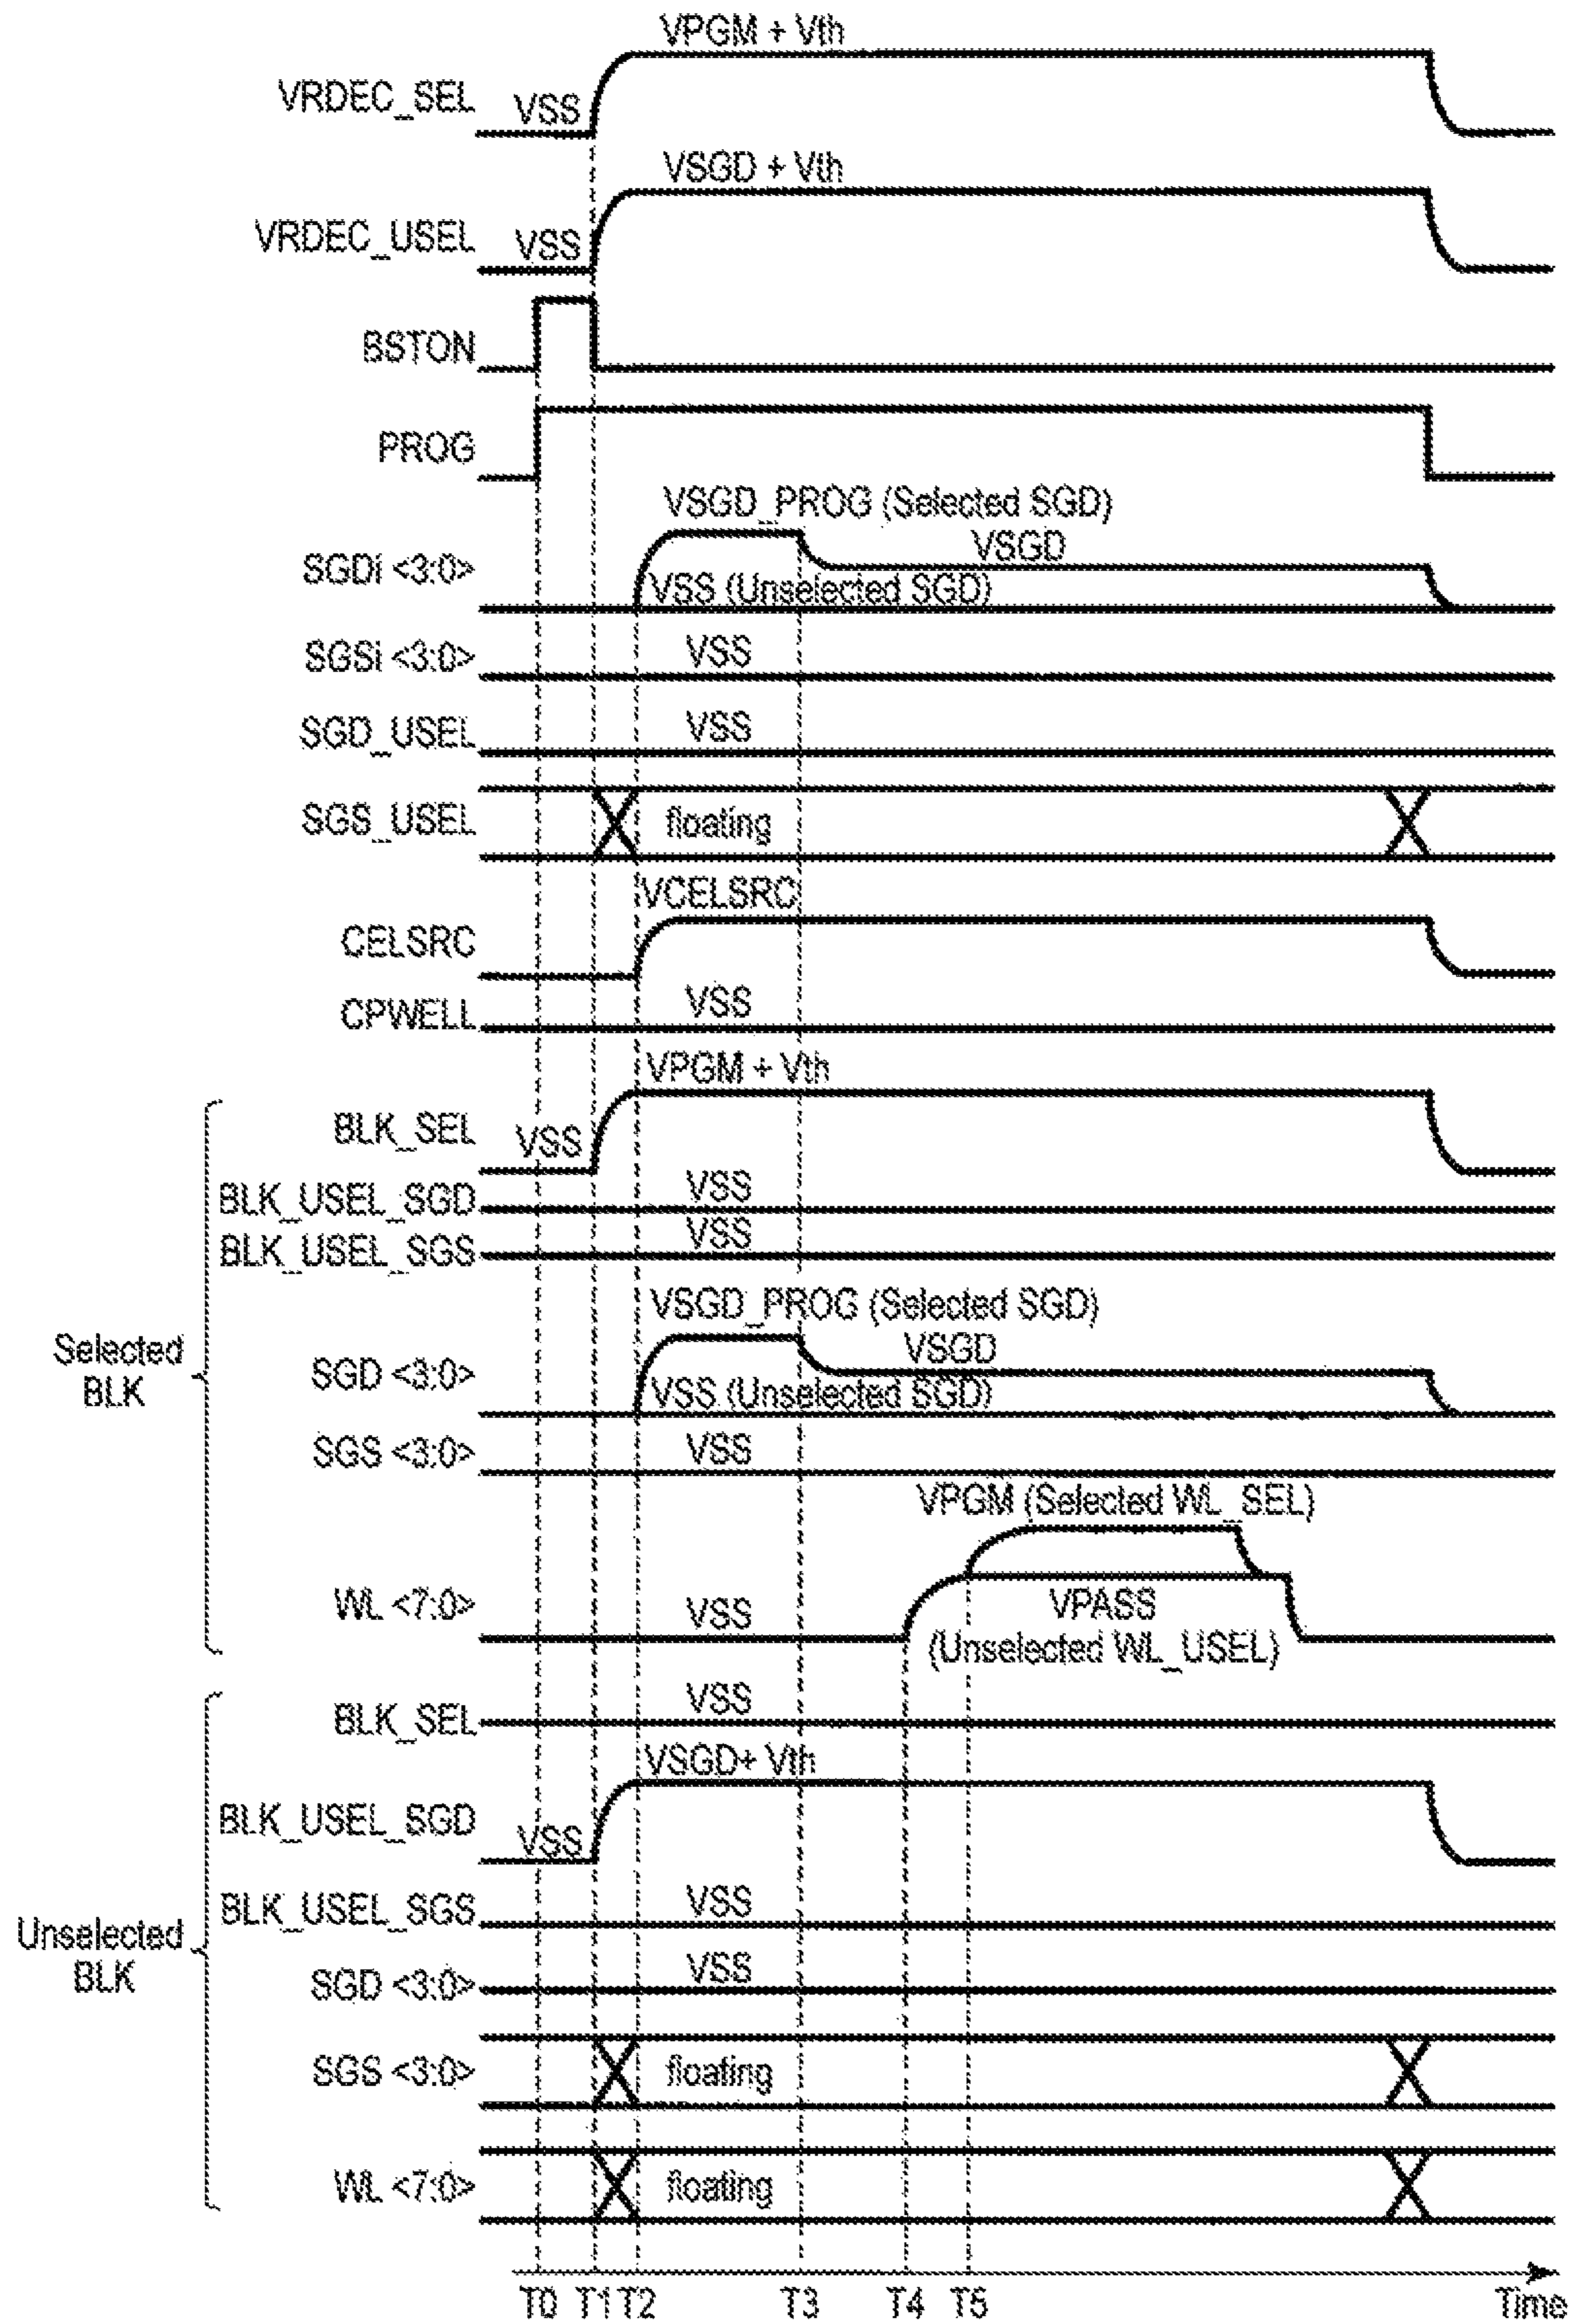 VPGM + Vth
VRDEC_SEL VSS
VSGD + Vth
VRDEC_USEL VSS
BSTON
PROG
VSGD_PROG (Selected SGD)
VSGD
SGDi <3:0>
VSS (Unselected SGD)
SGSi <3:0> VSS
SGD_USEL VSS
SGS_USEL floating
VCELSRC
CELSRC
CPWELL VSS
VPGM + Vth
BLK_SEL VSS
BLK_USEL_SGD VSS
BLK_USEL_SGS VSS
VSGD_PROG (Selected SGD)
Selected BLK
VSGD
SGD <3:0>
VSS (Unselected SGD)
SGS <3:0> VSS
VPGM (Selected WL_SEL)
WL <7:0> VSS VPASS
(Unselected WL_USEL)
BLK_SEL VSS
VSGD+ Vth
BLK_USEL_SGD VSS
BLK_USEL_SGS VSS
Unselected BLK
SGD <3:0> VSS
SGS <3:0> floating
WL <7:0> floating
T0 T1 T2 T3 T4 T5 Time